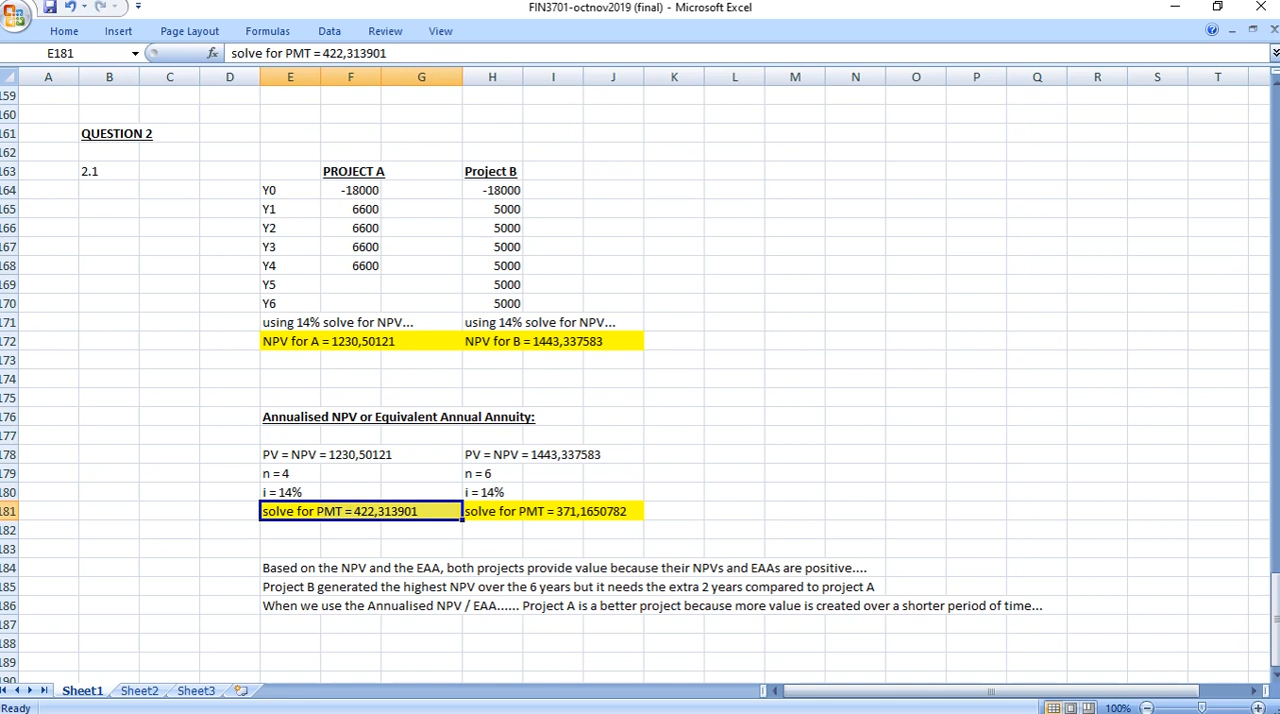 FIN3701-octnov2019 (final) - Microsoft Excel
Home Insert Page Layout Formulas Data Review View
E181 fx solve for PMT = 422,313901
A B C D E F G H I J K L M N O P Q R S T
159
160
161 QUESTION 2
162
163 2.1 PROJECT A Project B
164 Y0 -18000 -18000
165 Y1 6600 5000
166 Y2 6600 5000
167 Y3 6600 5000
168 Y4 6600 5000
169 Y5 5000
170 Y6 5000
171 using 14% solve for NPV... using 14% solve for NPV...
172 NPV for A = 1230,50121 NPV for B = 1443,337583
173
174
175
176 Annualised NPV or Equivalent Annual Annuity:
177
178 PV = NPV = 1230,50121 PV = NPV = 1443,337583
179 n = 4 n = 6
180 i = 14% i = 14%
181 solve for PMT = 422,313901 solve for PMT = 371,1650782
182
183
184 Based on the NPV and the EAA, both projects provide value because their NPVs and EAAs are positive....
185 Project B generated the highest NPV over the 6 years but it needs the extra 2 years compared to project A
186 When we use the Annualised NPV / EAA...... Project A is a better project because more value is created over a shorter period of time...
187
188
189
190
Sheet1 Sheet2 Sheet3
Ready 100%